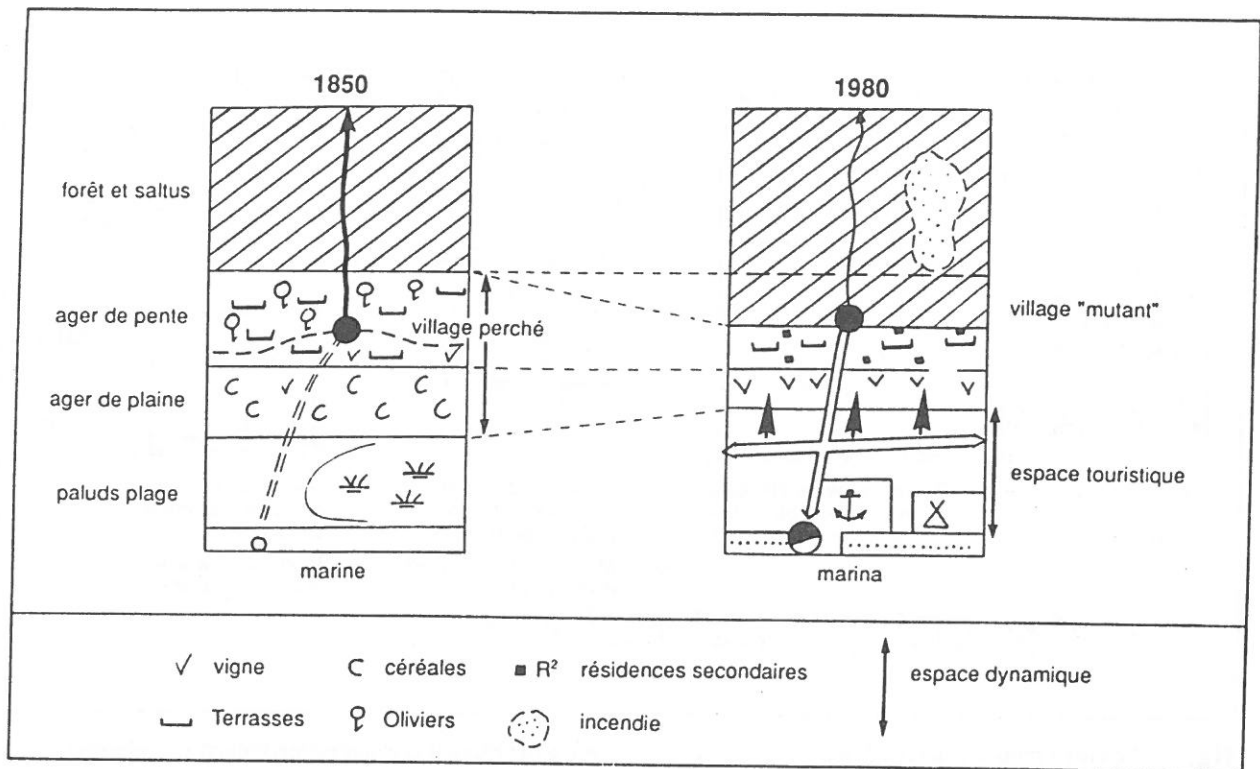 1850
1980
forêt et saltus
ager de pente
village perché
village "mutant"
ager de plaine
paluds plage
espace touristique
marine
marina
vigne
céréales
R² résidences secondaires
espace dynamique
Terrasses
Oliviers
incendie